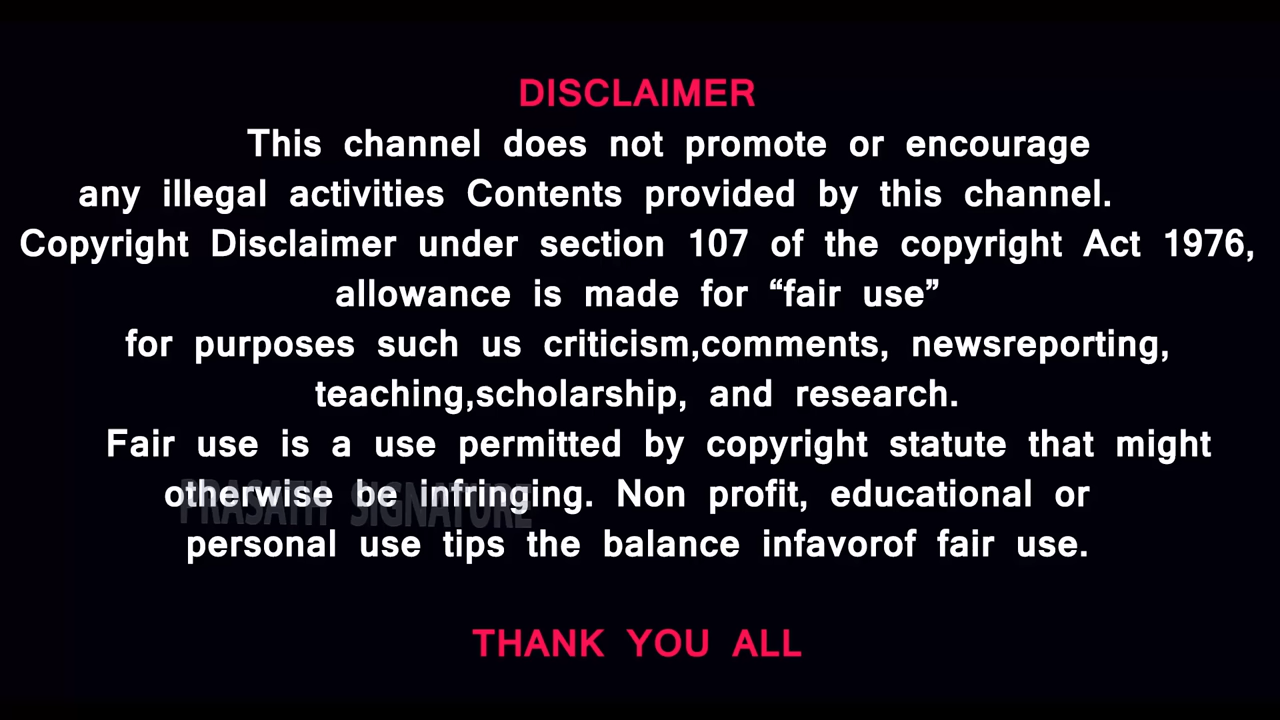 DISCLAIMER
This channel does not promote or encourage
any illegal activities Contents provided by this channel.
Copyright Disclaimer under section 107 of the copyright Act 1976,
allowance is made for “fair use”
for purposes such us criticism,comments, newsreporting,
teaching,scholarship, and research.
Fair use is a use permitted by copyright statute that might
otherwise be infringing. Non profit, educational or
PRASATH SIGNATURE
personal use tips the balance infavorof fair use.
THANK YOU ALL